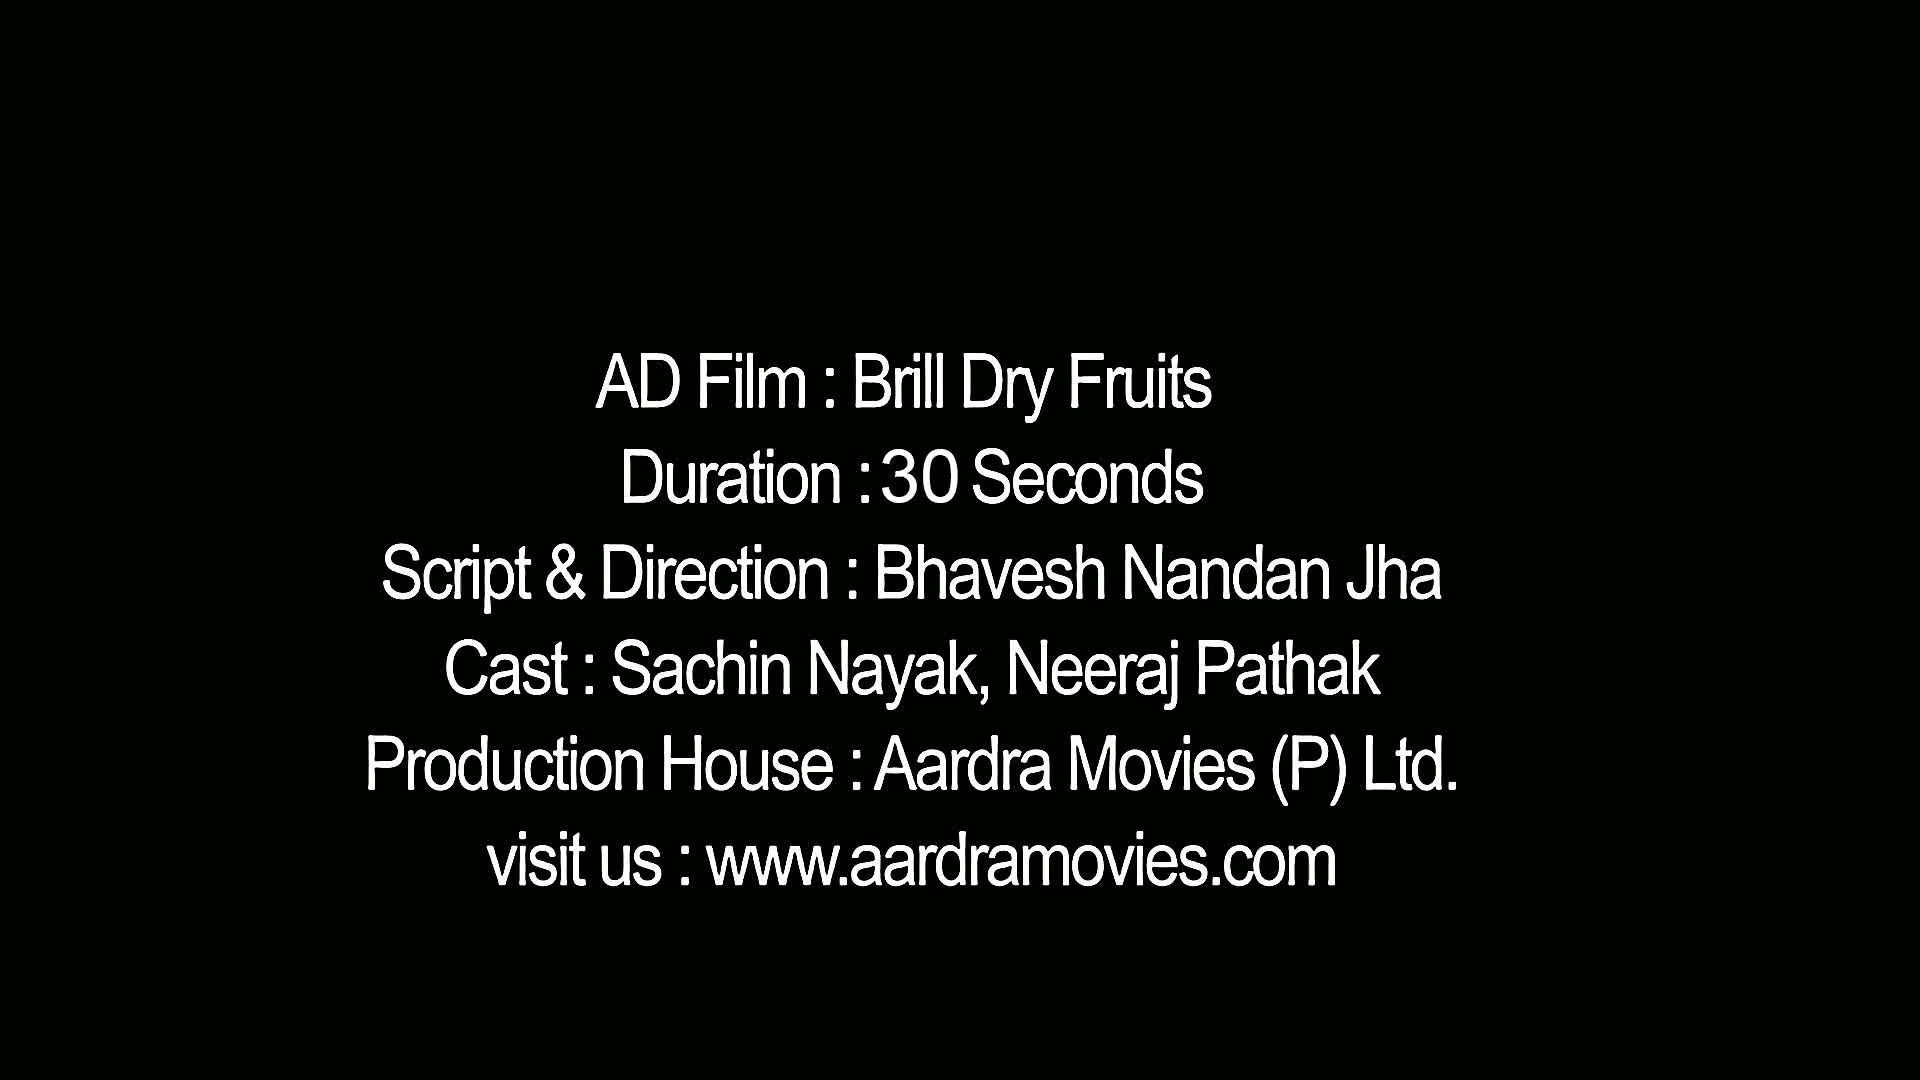 AD Film : Brill Dry Fruits
Duration : 30 Seconds
Script & Direction : Bhavesh Nandan Jha
Cast : Sachin Nayak, Neeraj Pathak
Production House : Aardra Movies (P) Ltd.
visit us : www.aardramovies.com